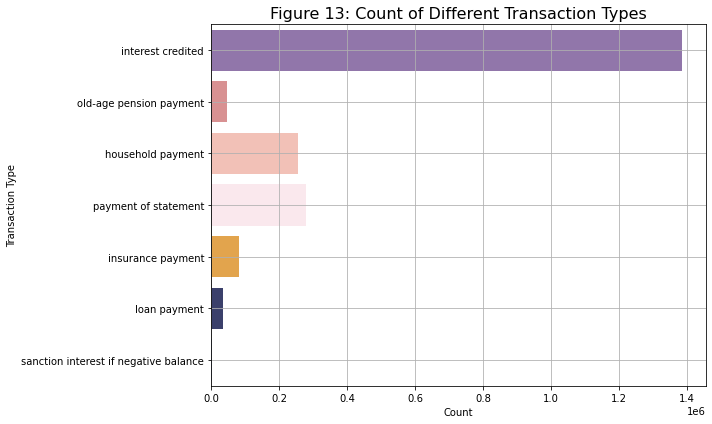 Figure 13: Count of Different Transaction Types
interest credited
old-age pension payment
household payment
payment of statement
insurance payment
loan payment
sanction interest if negative balance
Transaction Type
0.0 0.2 0.4 0.6 0.8 1.0 1.2 1.4
1e6
Count